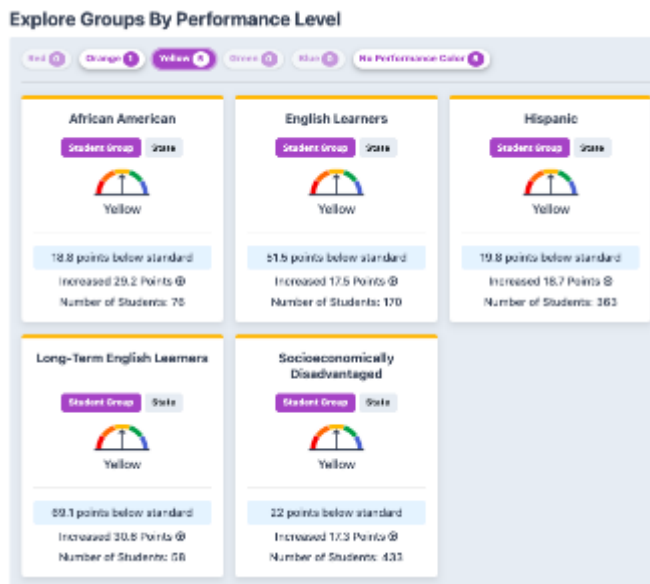 Explore Groups By Performance Level
Red 0 Orange 1 Yellow 5 Green 0 Blue 0 No Performance Color
African American
Student Group State
Yellow
18.8 points below standard
Increased 29.2 Points
Number of Students: 76
English Learners
Student Group State
Yellow
51.5 points below standard
Increased 17.5 Points
Number of Students: 170
Hispanic
Student Group State
Yellow
19.8 points below standard
Increased 18.7 Points
Number of Students: 363
Long-Term English Learners
Student Group State
Yellow
69.1 points below standard
Increased 30.6 Points
Number of Students: 58
Socioeconomically
Disadvantaged
Student Group State
Yellow
22 points below standard
Increased 17.3 Points
Number of Students: 433